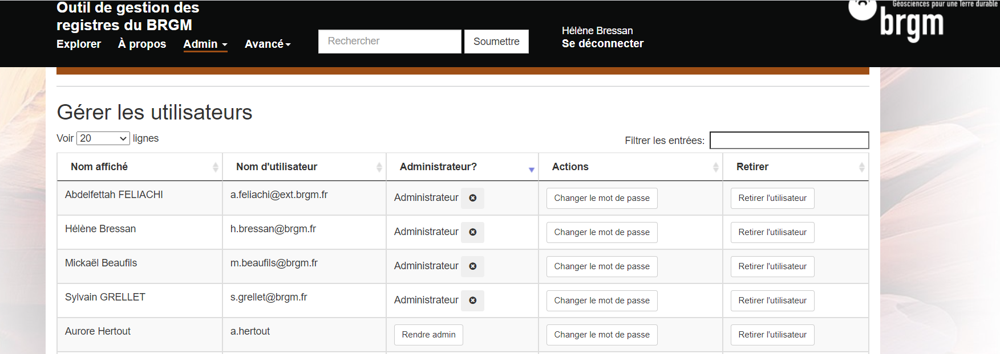 Outil de gestion des
registres du BRGM
Explorer À propos Admin Avancé
Rechercher Soumettre
Hélène Bressan
Se déconnecter
Géosciences pour une Terre durable
brgm
Gérer les utilisateurs
Voir 20 lignes
Filtrer les entrées:
Nom affiché Nom d'utilisateur Administrateur? Actions Retirer
Abdelfettah FELIACHI a.feliachi@ext.brgm.fr Administrateur Changer le mot de passe Retirer l'utilisateur
Hélène Bressan h.bressan@brgm.fr Administrateur Changer le mot de passe Retirer l'utilisateur
Mickaël Beaufils m.beaufils@brgm.fr Administrateur Changer le mot de passe Retirer l'utilisateur
Sylvain GRELLET s.grellet@brgm.fr Administrateur Changer le mot de passe Retirer l'utilisateur
Aurore Hertout a.hertout Rendre admin Changer le mot de passe Retirer l'utilisateur